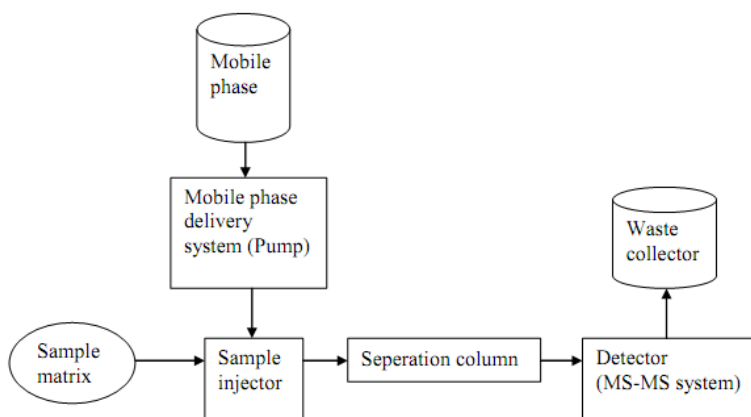 Mobile
phase
Mobile phase
delivery
system (Pump)
Waste
collector
Sample
matrix
Sample
injector
Seperation column
Detector
(MS-MS system)